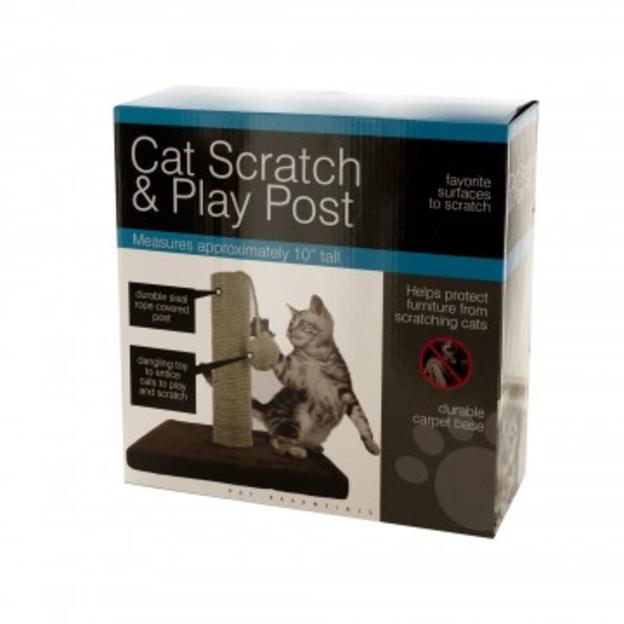 Cat Scratch
& Play Post
favorite
surfaces
to scratch
Measures approximately 10" tall
durable sisal
rope covered
post
dangling toy
to entice
cats to play
and scratch
Helps protect
furniture from
scratching cats
durable
carpet base
PET ESSENTIALS